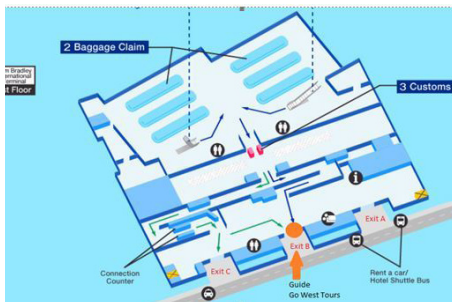 2 Baggage Claim
m Bradley
ernational
Terminal
t Floor
3 Customs
i
Exit A
Exit B
Exit C
Connection
Counter
Rent a car/
Hotel Shuttle Bus
Guide
Go West Tours